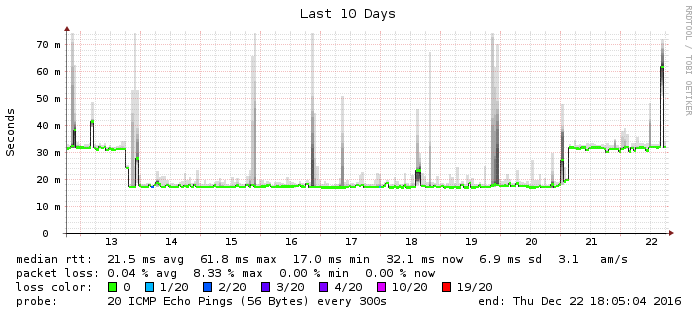 Last 10 Days
RRDTOOL / TOBI OETIKER
Seconds
70 m
60 m
50 m
40 m
30 m
20 m
10 m
0
13 14 15 16 17 18 19 20 21 22
median rtt: 21.5 ms avg 61.8 ms max 17.0 ms min 32.1 ms now 6.9 ms sd 3.1 am/s
packet loss: 0.04 % avg 8.33 % max 0.00 % min 0.00 % now
loss color: 0 1/20 2/20 3/20 4/20 10/20 19/20
probe: 20 ICMP Echo Pings (56 Bytes) every 300s end: Thu Dec 22 18:05:04 2016